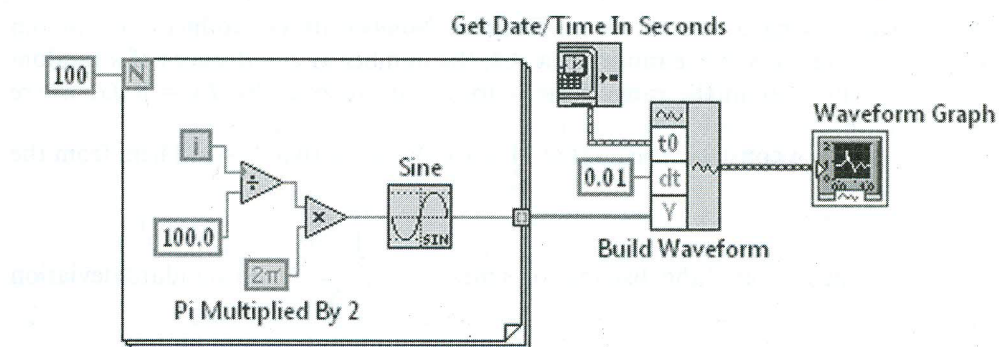 Get Date/Time In Seconds
100
N
i
÷
Sine
SIN
100.0
×
2π
Pi Multiplied By 2
t0
0.01
dt
Y
Build Waveform
Waveform Graph